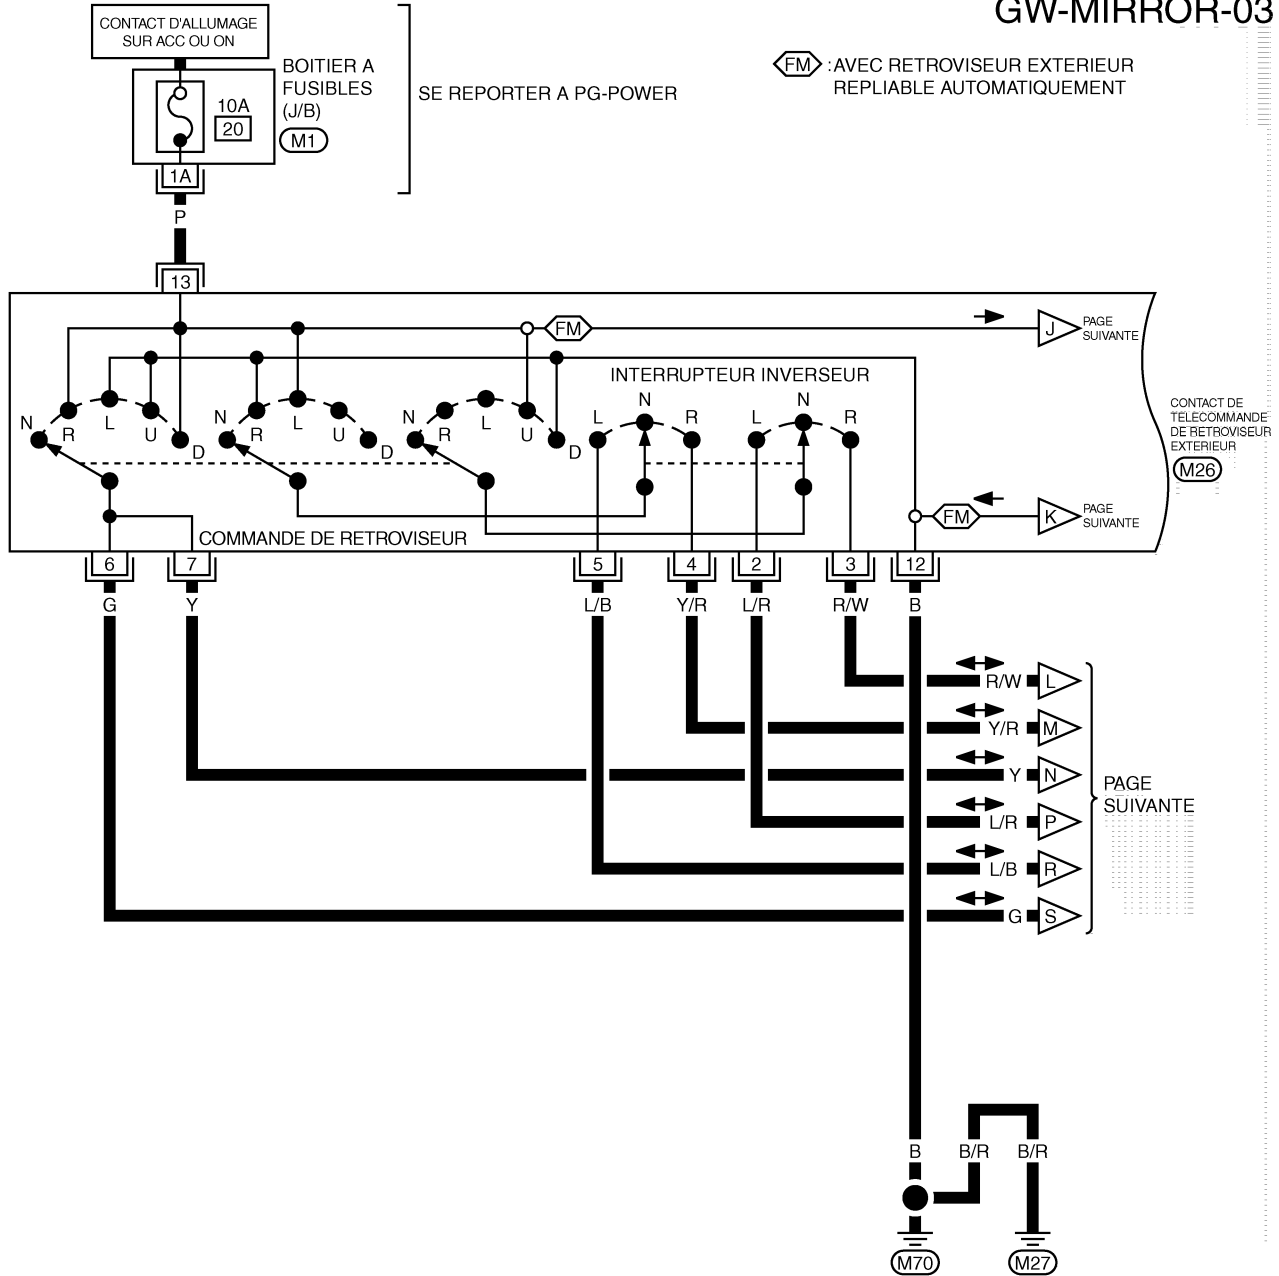 GW-MIRROR-03
CONTACT D'ALLUMAGE
SUR ACC OU ON
BOITIER A
FUSIBLES
(J/B)
M1
10A
20
SE REPORTER A PG-POWER
FM :AVEC RETROVISEUR EXTERIEUR
REPLIABLE AUTOMATIQUEMENT
1A
P
13
FM
J
PAGE
SUIVANTE
INTERRUPTEUR INVERSEUR
N R L U D
N R L U D
N R L U D
L N R
L N R
CONTACT DE
TELECOMMANDE
DE RETROVISEUR
EXTERIEUR
M26
FM
K
PAGE
SUIVANTE
COMMANDE DE RETROVISEUR
6 7 5 4 2 3 12
G Y L/B Y/R L/R R/W B
R/W L
Y/R M
Y N
L/R P
L/B R
G S
PAGE
SUIVANTE
B B/R B/R
M70 M27